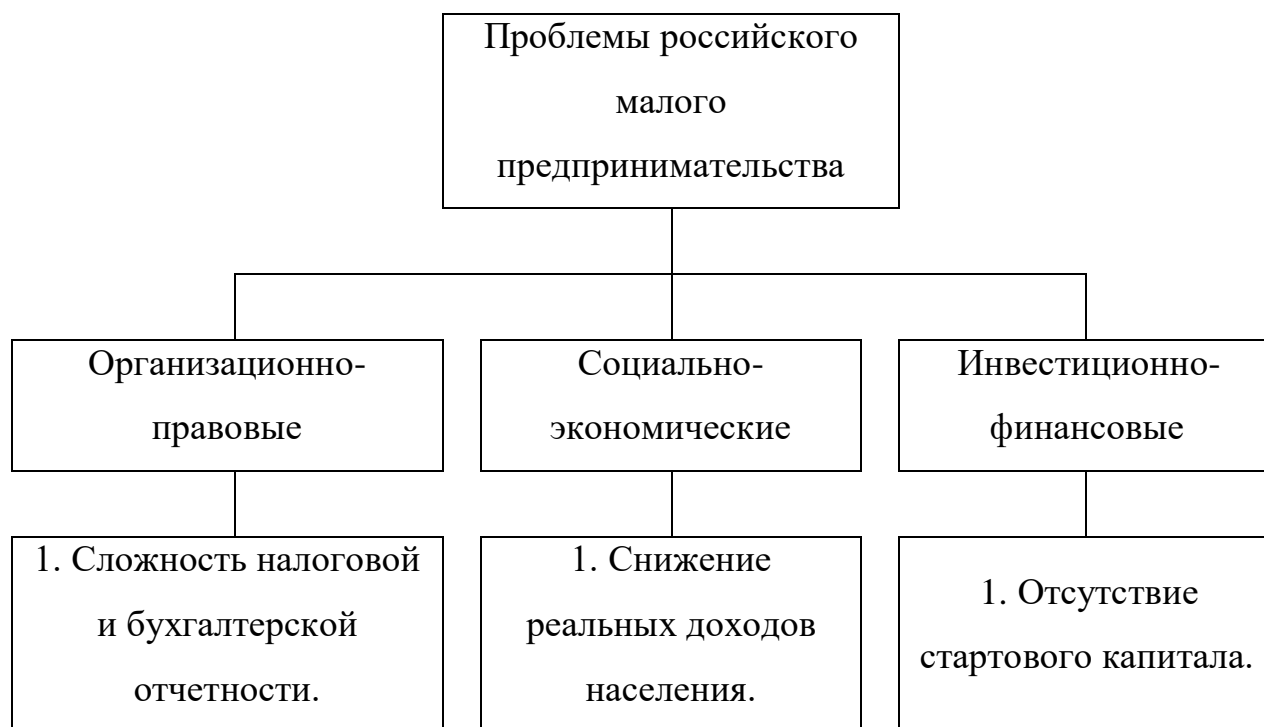 Проблемы российского
малого
предпринимательства
Организационно-
правовые
Социально-
экономические
Инвестиционно-
финансовые
1. Сложность налоговой
и бухгалтерской
отчетности.
1. Снижение
реальных доходов
населения.
1. Отсутствие
стартового капитала.